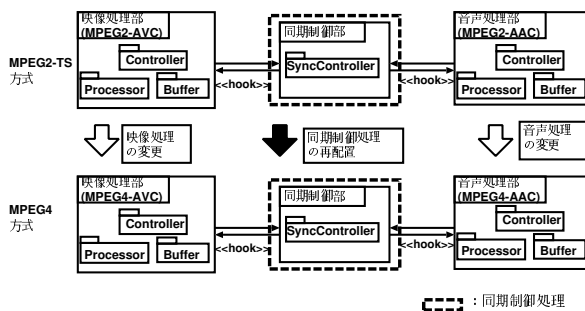 映像処理部
(MPEG2-AVC)
Controller
Processor
Buffer
同期制御部
SyncController
音声処理部
(MPEG2-AAC)
Controller
Processor
Buffer
MPEG2-TS
方式
<<hook>>
<<hook>>
映像処理
の変更
同期制御処理
の再配置
音声処理
の変更
MPEG4
方式
映像処理部
(MPEG4-AVC)
Controller
Processor
Buffer
同期制御部
SyncController
音声処理部
(MPEG4-AAC)
Controller
Processor
Buffer
<<hook>>
<<hook>>
：同期制御処理